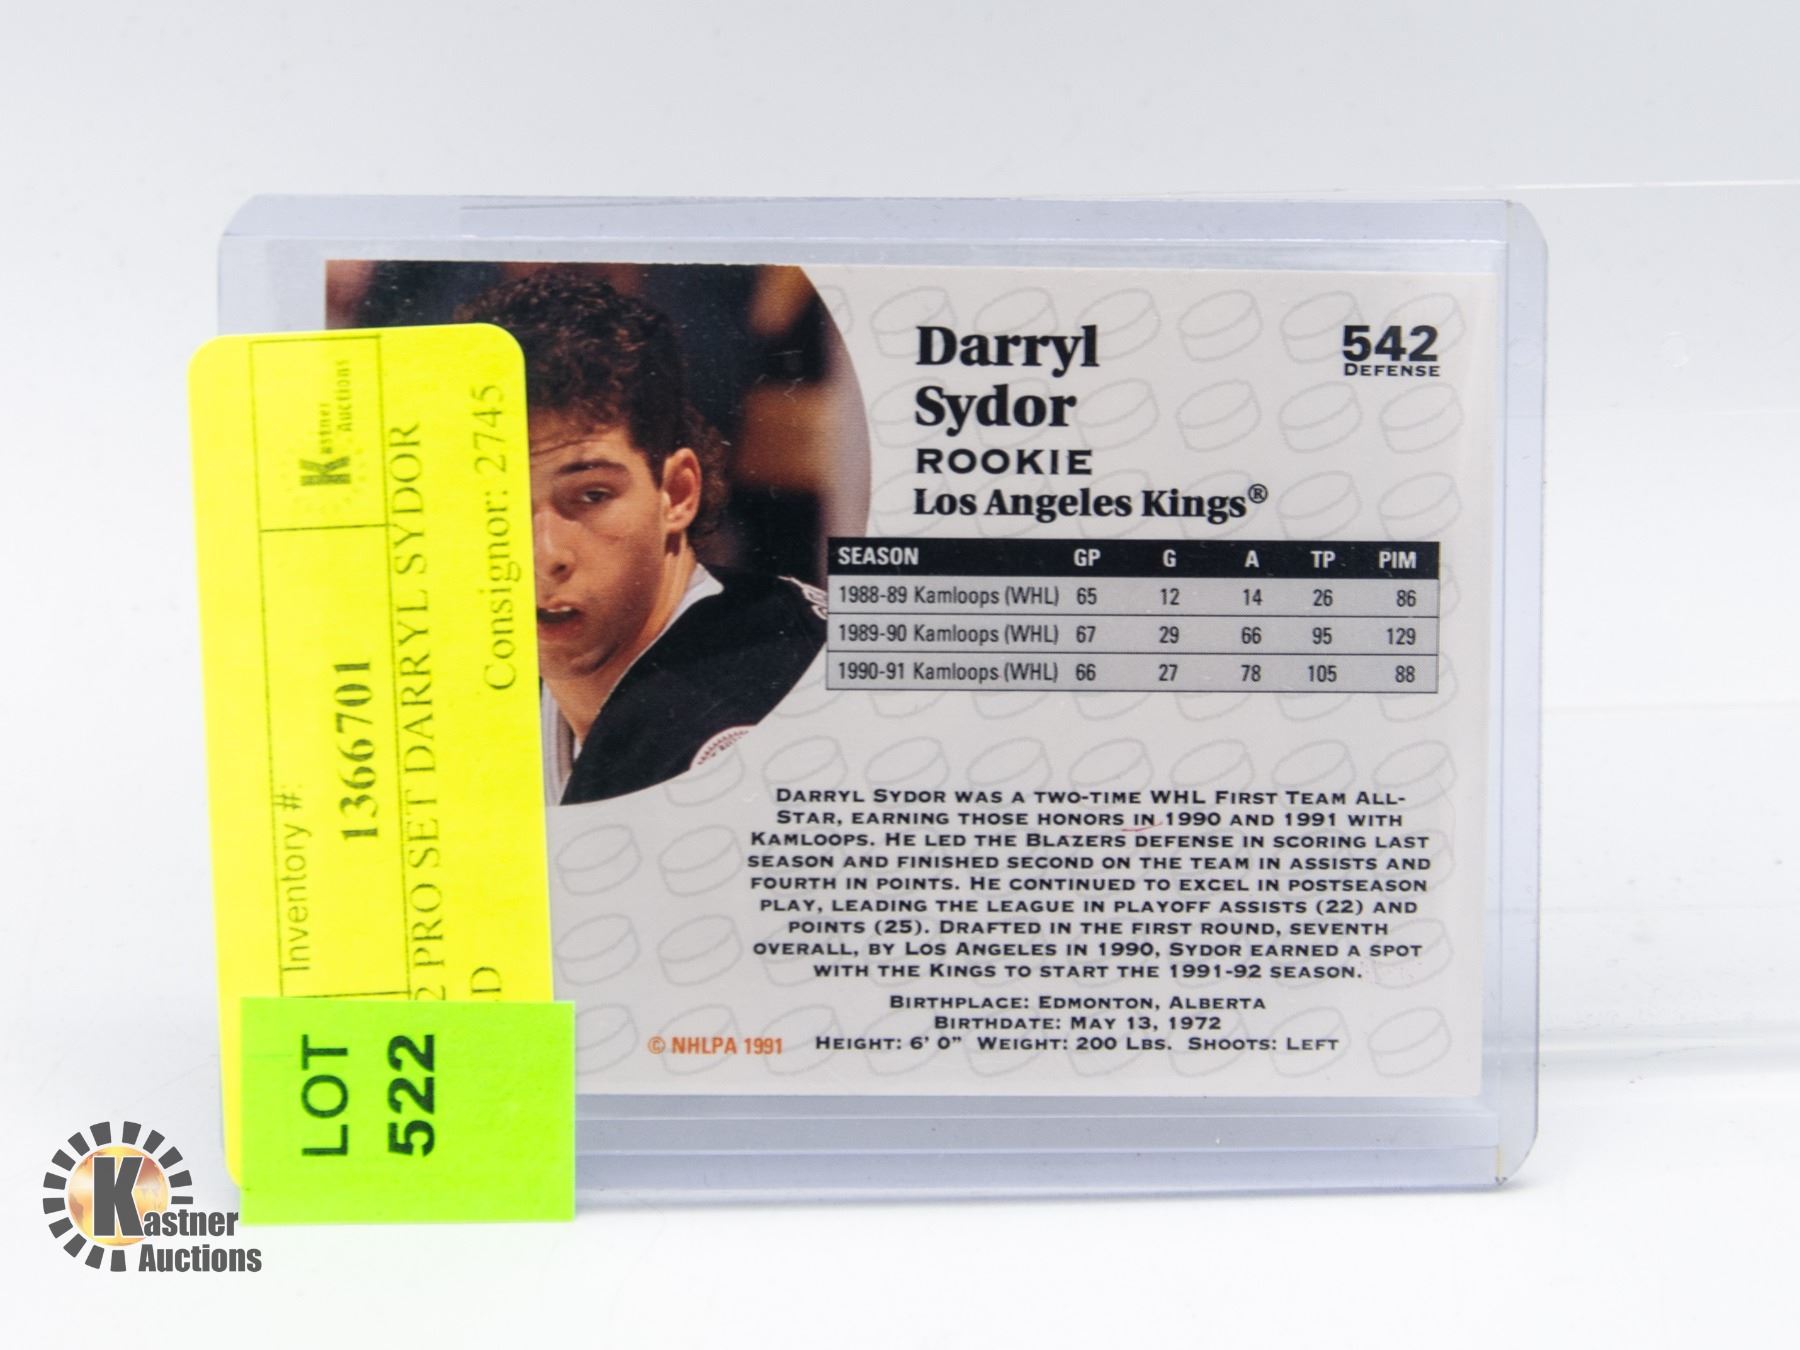 Darryl
Sydor
ROOKIE
Los Angeles Kings®
542
DEFENSE
SEASON GP G A TP PIM
1988-89 Kamloops (WHL) 65 12 14 26 86
1989-90 Kamloops (WHL) 67 29 66 95 129
1990-91 Kamloops (WHL) 66 27 78 105 88
DARRYL SYDOR WAS A TWO-TIME WHL FIRST TEAM ALL-
STAR, EARNING THOSE HONORS IN 1990 AND 1991 WITH
KAMLOOPS. HE LED THE BLAZERS DEFENSE IN SCORING LAST
SEASON AND FINISHED SECOND ON THE TEAM IN ASSISTS AND
FOURTH IN POINTS. HE CONTINUED TO EXCEL IN POSTSEASON
PLAY, LEADING THE LEAGUE IN PLAYOFF ASSISTS (22) AND
POINTS (25). DRAFTED IN THE FIRST ROUND, SEVENTH
OVERALL, BY LOS ANGELES IN 1990, SYDOR EARNED A SPOT
WITH THE KINGS TO START THE 1991-92 SEASON.
BIRTHPLACE: EDMONTON, ALBERTA
BIRTHDATE: MAY 13, 1972
HEIGHT: 6' 0" WEIGHT: 200 LBS. SHOOTS: LEFT
© NHLPA 1991
Kastner
Auctions
Inventory #:
1366701
2 PRO SET DARRYL SYDOR
Consignor: 2745
LOT
522
Kastner
Auctions